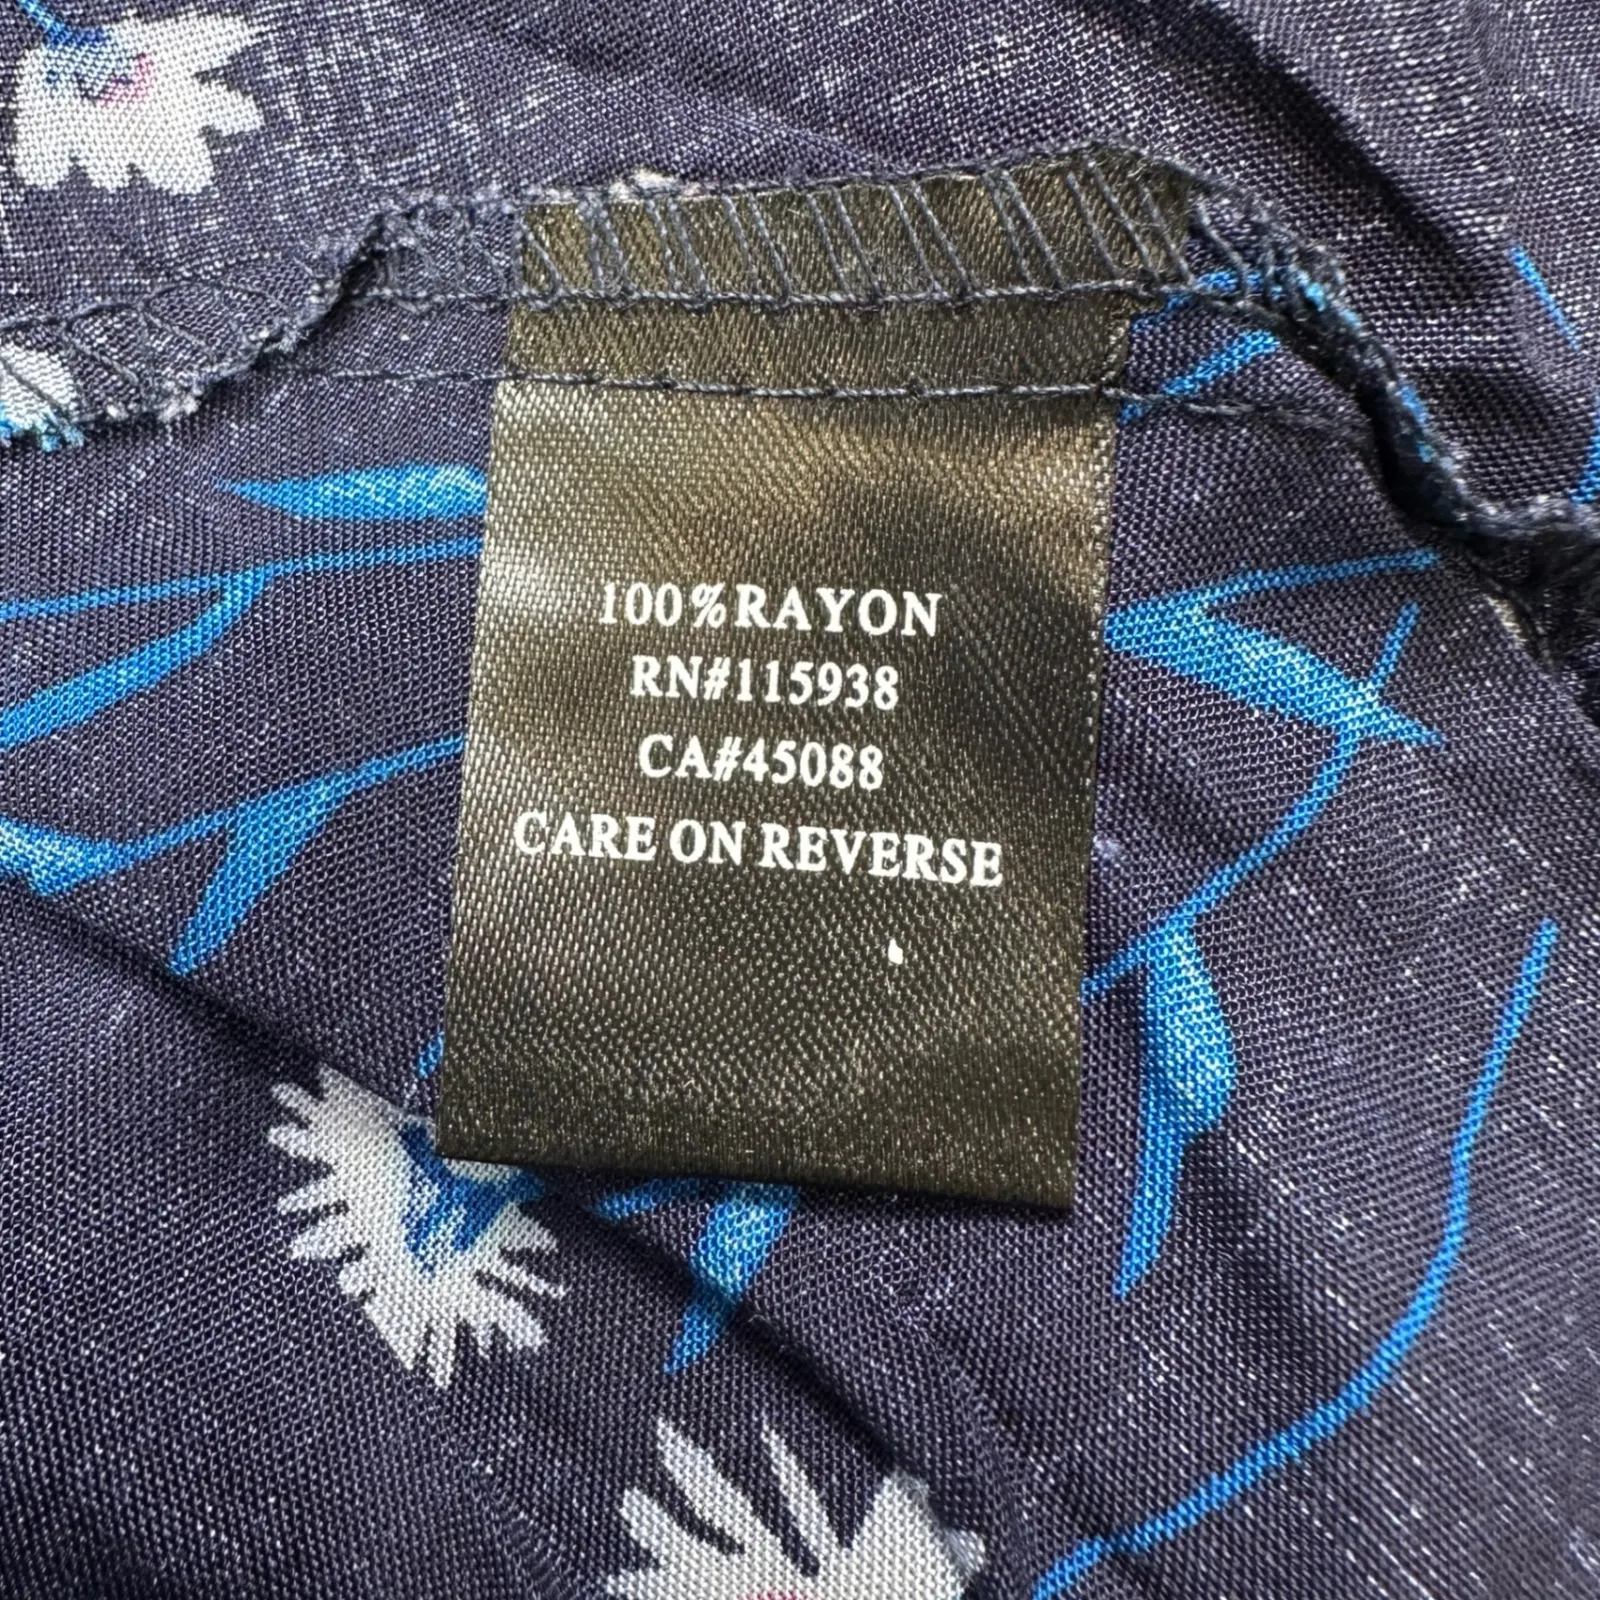 100%RAYON
RN#115938
CA#45088
CARE ON REVERSE